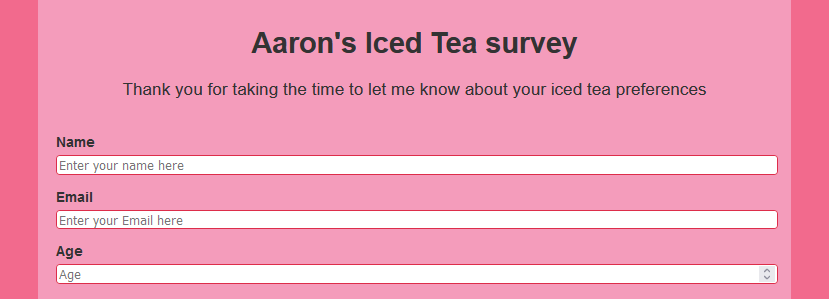 Aaron's Iced Tea survey
Thank you for taking the time to let me know about your iced tea preferences
Name
Enter your name here
Email
Enter your Email here
Age
Age